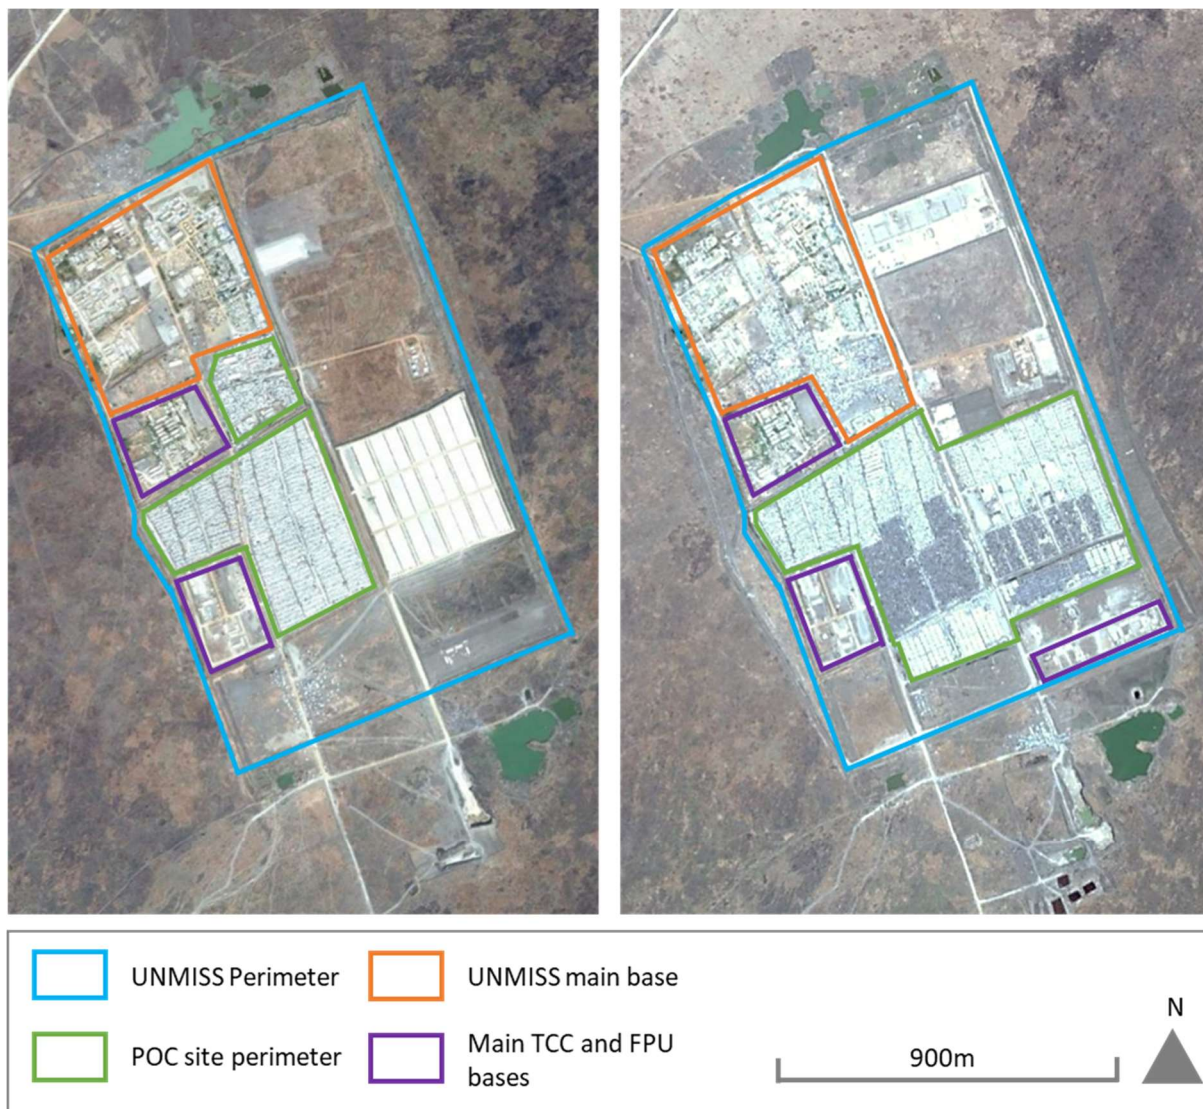 UNMISS Perimeter
UNMISS main base
POC site perimeter
Main TCC and FPU
bases
900m
N